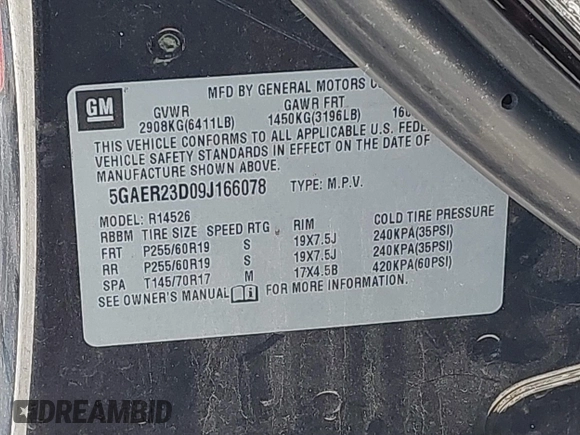 MFD BY GENERAL MOTORS
GM
GVWR GAWR FRT
2908KG(6411LB) 1450KG(3196LB)
THIS VEHICLE CONFORMS TO ALL APPLICABLE U.S.
VEHICLE SAFETY STANDARDS IN EFFECT ON THE DATE OF
MANUFACTURE SHOWN ABOVE.
5GAER23D09J166078 TYPE: M.P.V.
MODEL: R14526
RBBM TIRE SIZE SPEED RTG RIM COLD TIRE PRESSURE
FRT P255/60R19 S 19X7.5J 240KPA(35PSI)
RR P255/60R19 S 19X7.5J 240KPA(35PSI)
SPA T145/70R17 M 17X4.5B 420KPA(60PSI)
SEE OWNER'S MANUAL FOR MORE INFORMATION.
DREAMBID